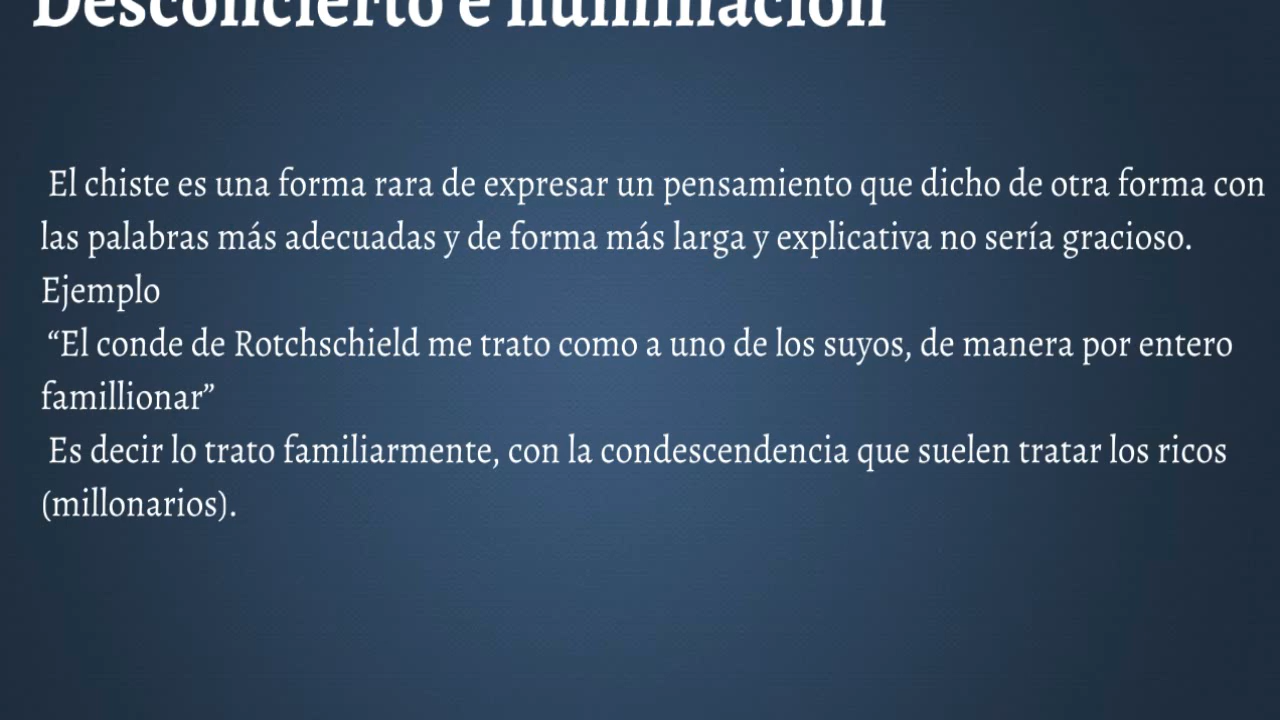 Desconcierto e iluminación
El chiste es una forma rara de expresar un pensamiento que dicho de otra forma con
las palabras más adecuadas y de forma más larga y explicativa no sería gracioso.
Ejemplo
“El conde de Rotchschield me trato como a uno de los suyos, de manera por entero
famillionar”
Es decir lo trato familiarmente, con la condescendencia que suelen tratar los ricos
(millonarios).